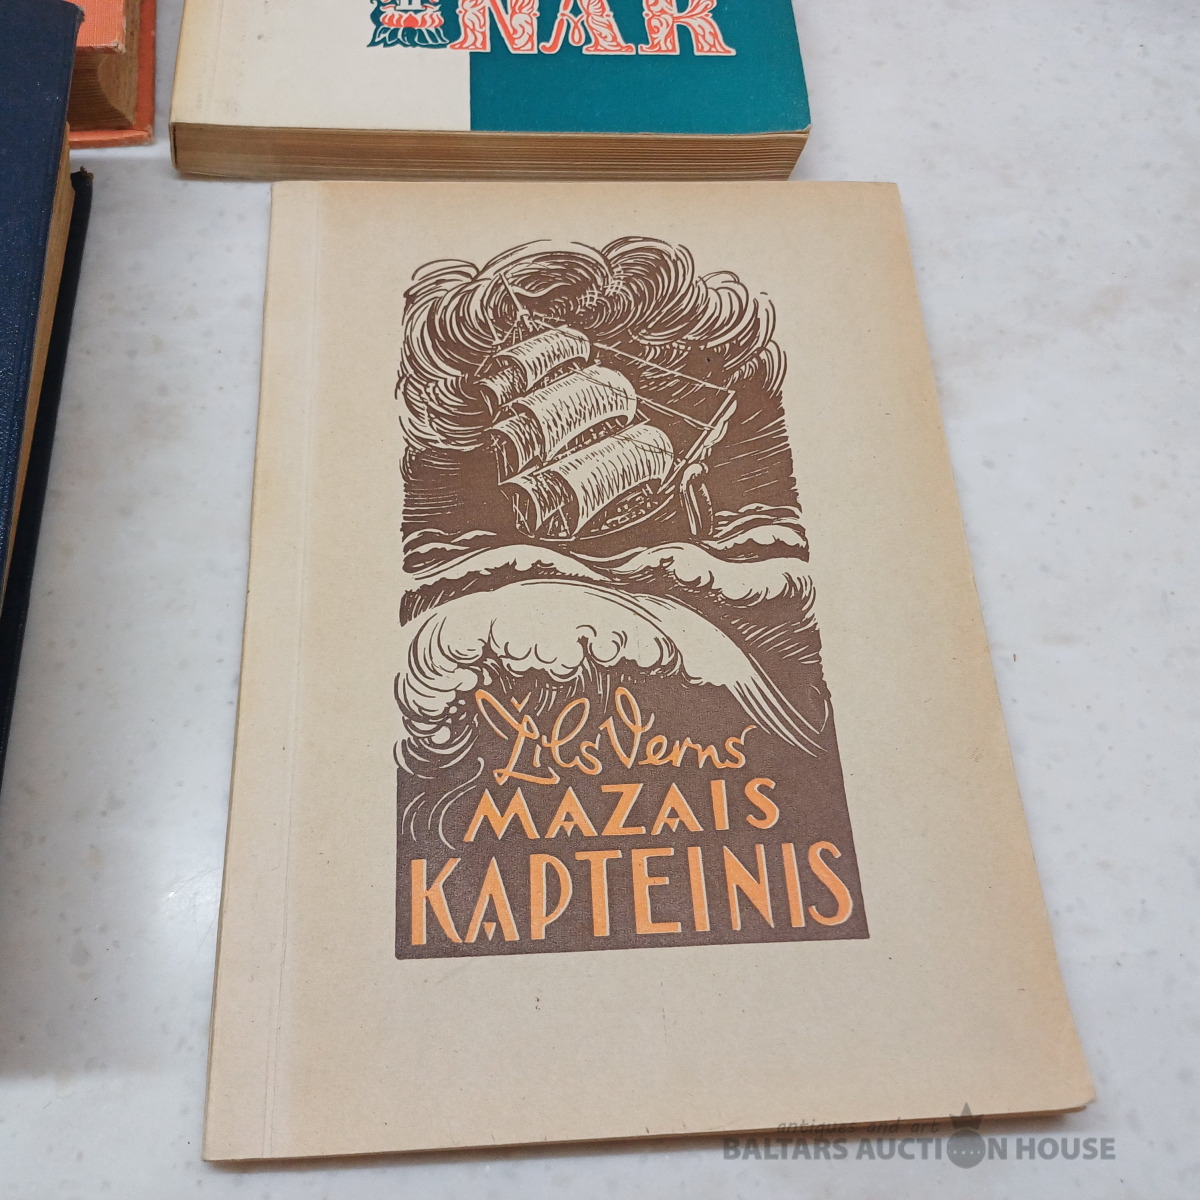 NAR
Žils Verns
MAZAIS
KAPTEINIS
antiques and art
BALTARS AUCTION HOUSE